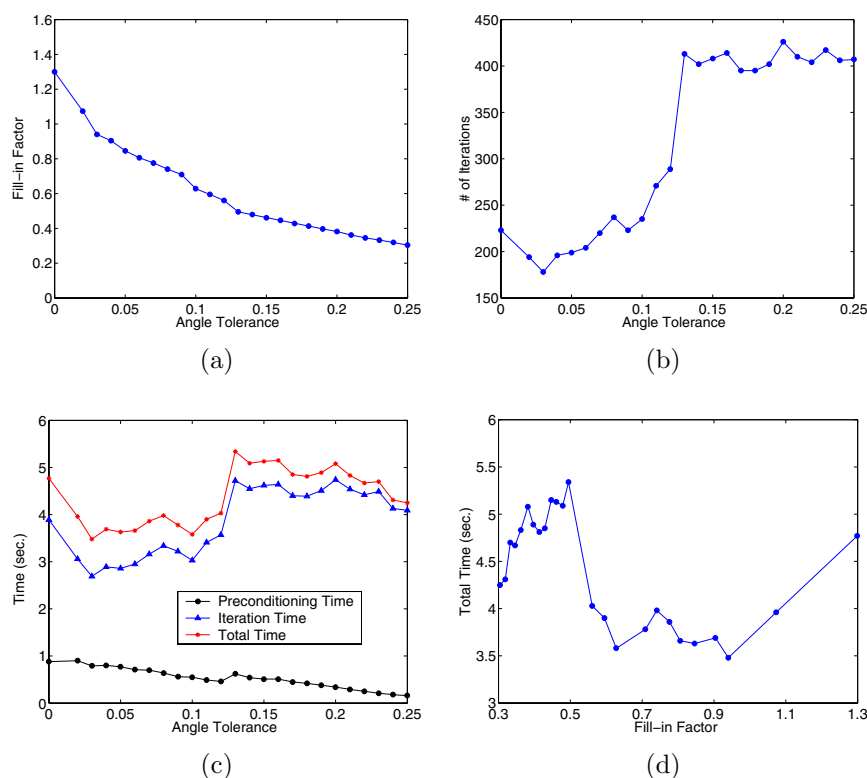 1.6
1.4
1.2
1
0.8
0.6
0.4
0.2
0
Fill-in Factor
0 0.05 0.1 0.15 0.2 0.25
Angle Tolerance
(a)
450
400
350
300
250
200
150
# of Iterations
0 0.05 0.1 0.15 0.2 0.25
Angle Tolerance
(b)
6
5
4
3
2
1
0
Time (sec.)
Preconditioning Time
Iteration Time
Total Time
0 0.05 0.1 0.15 0.2 0.25
Angle Tolerance
(c)
6
5.5
5
4.5
4
3.5
3
Total Time (sec.)
0.3 0.5 0.7 0.9 1.1 1.3
Fill-in Factor
(d)